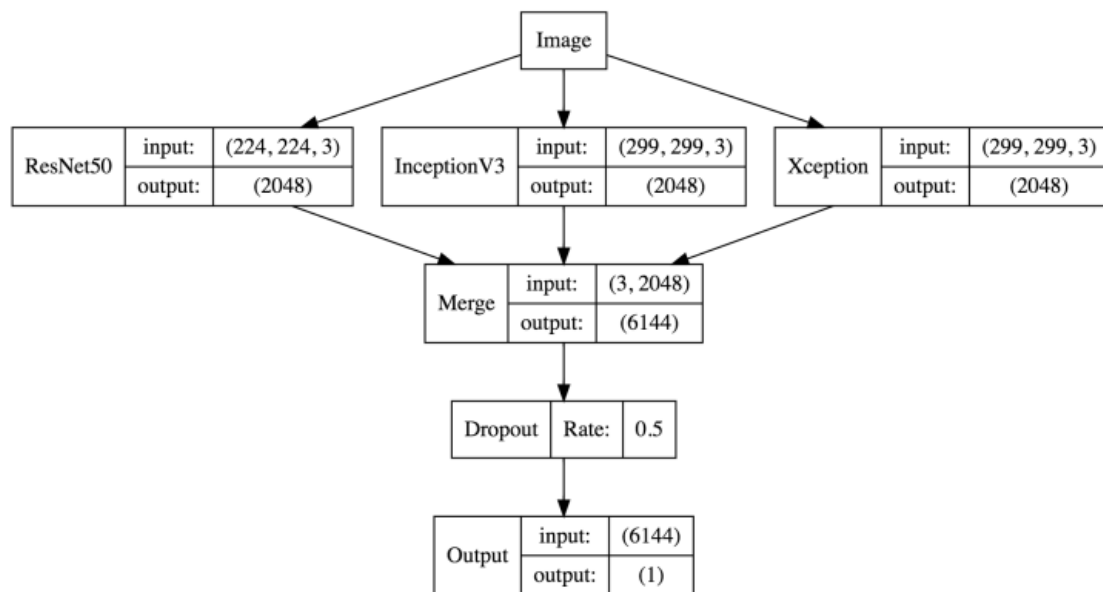 Image
ResNet50 input: (224, 224, 3)
output: (2048)
InceptionV3 input: (299, 299, 3)
output: (2048)
Xception input: (299, 299, 3)
output: (2048)
Merge input: (3, 2048)
output: (6144)
Dropout Rate: 0.5
Output input: (6144)
output: (1)